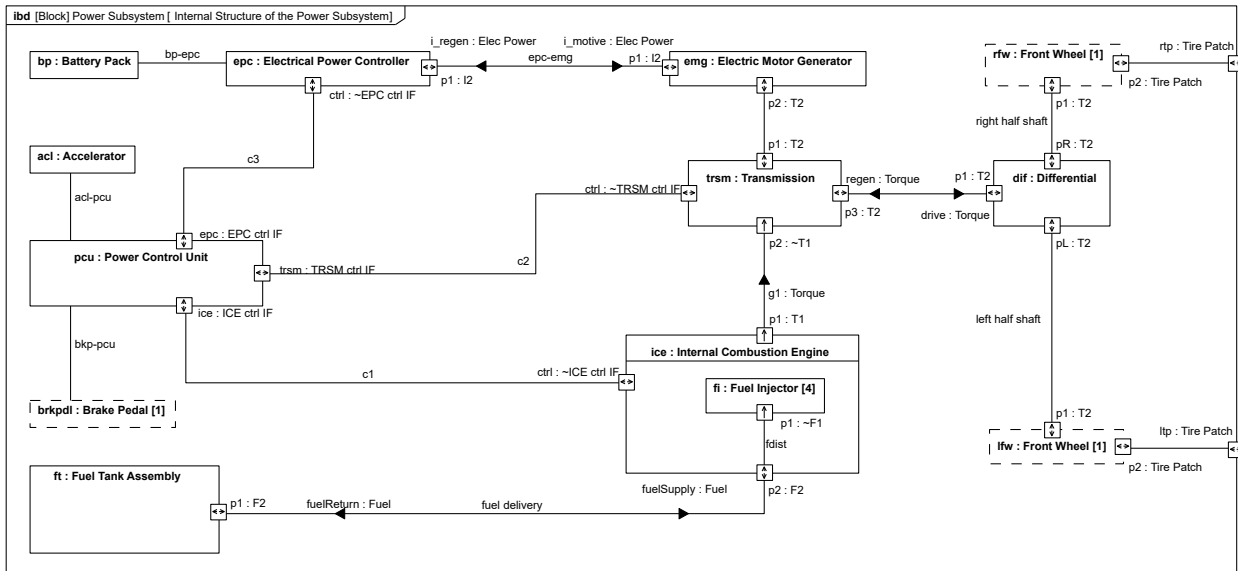 ibd [Block] Power Subsystem [ Internal Structure of the Power Subsystem]
i_regen : Elec Power
i_motive : Elec Power
rtp : Tire Patch
bp : Battery Pack
bp-epc
epc : Electrical Power Controller
epc-emg
emg : Electric Motor Generator
rfw : Front Wheel [1]
p1 : I2
p1 : I2
p2 : Tire Patch
ctrl : ~EPC ctrl IF
p2 : T2
p1 : T2
right half shaft
acl : Accelerator
c3
p1 : T2
pR : T2
trsm : Transmission
regen : Torque
p1 : T2
dif : Differential
acl-pcu
ctrl : ~TRSM ctrl IF
p3 : T2
drive : Torque
epc : EPC ctrl IF
p2 : ~T1
pL : T2
pcu : Power Control Unit
c2
trsm : TRSM ctrl IF
g1 : Torque
ice : ICE ctrl IF
p1 : T1
left half shaft
bkp-pcu
ice : Internal Combustion Engine
c1
ctrl : ~ICE ctrl IF
fi : Fuel Injector [4]
brkpdl : Brake Pedal [1]
p1 : ~F1
p1 : T2
ltp : Tire Patch
fdist
lfw : Front Wheel [1]
p2 : Tire Patch
ft : Fuel Tank Assembly
fuelSupply : Fuel
p2 : F2
p1 : F2
fuelReturn : Fuel
fuel delivery